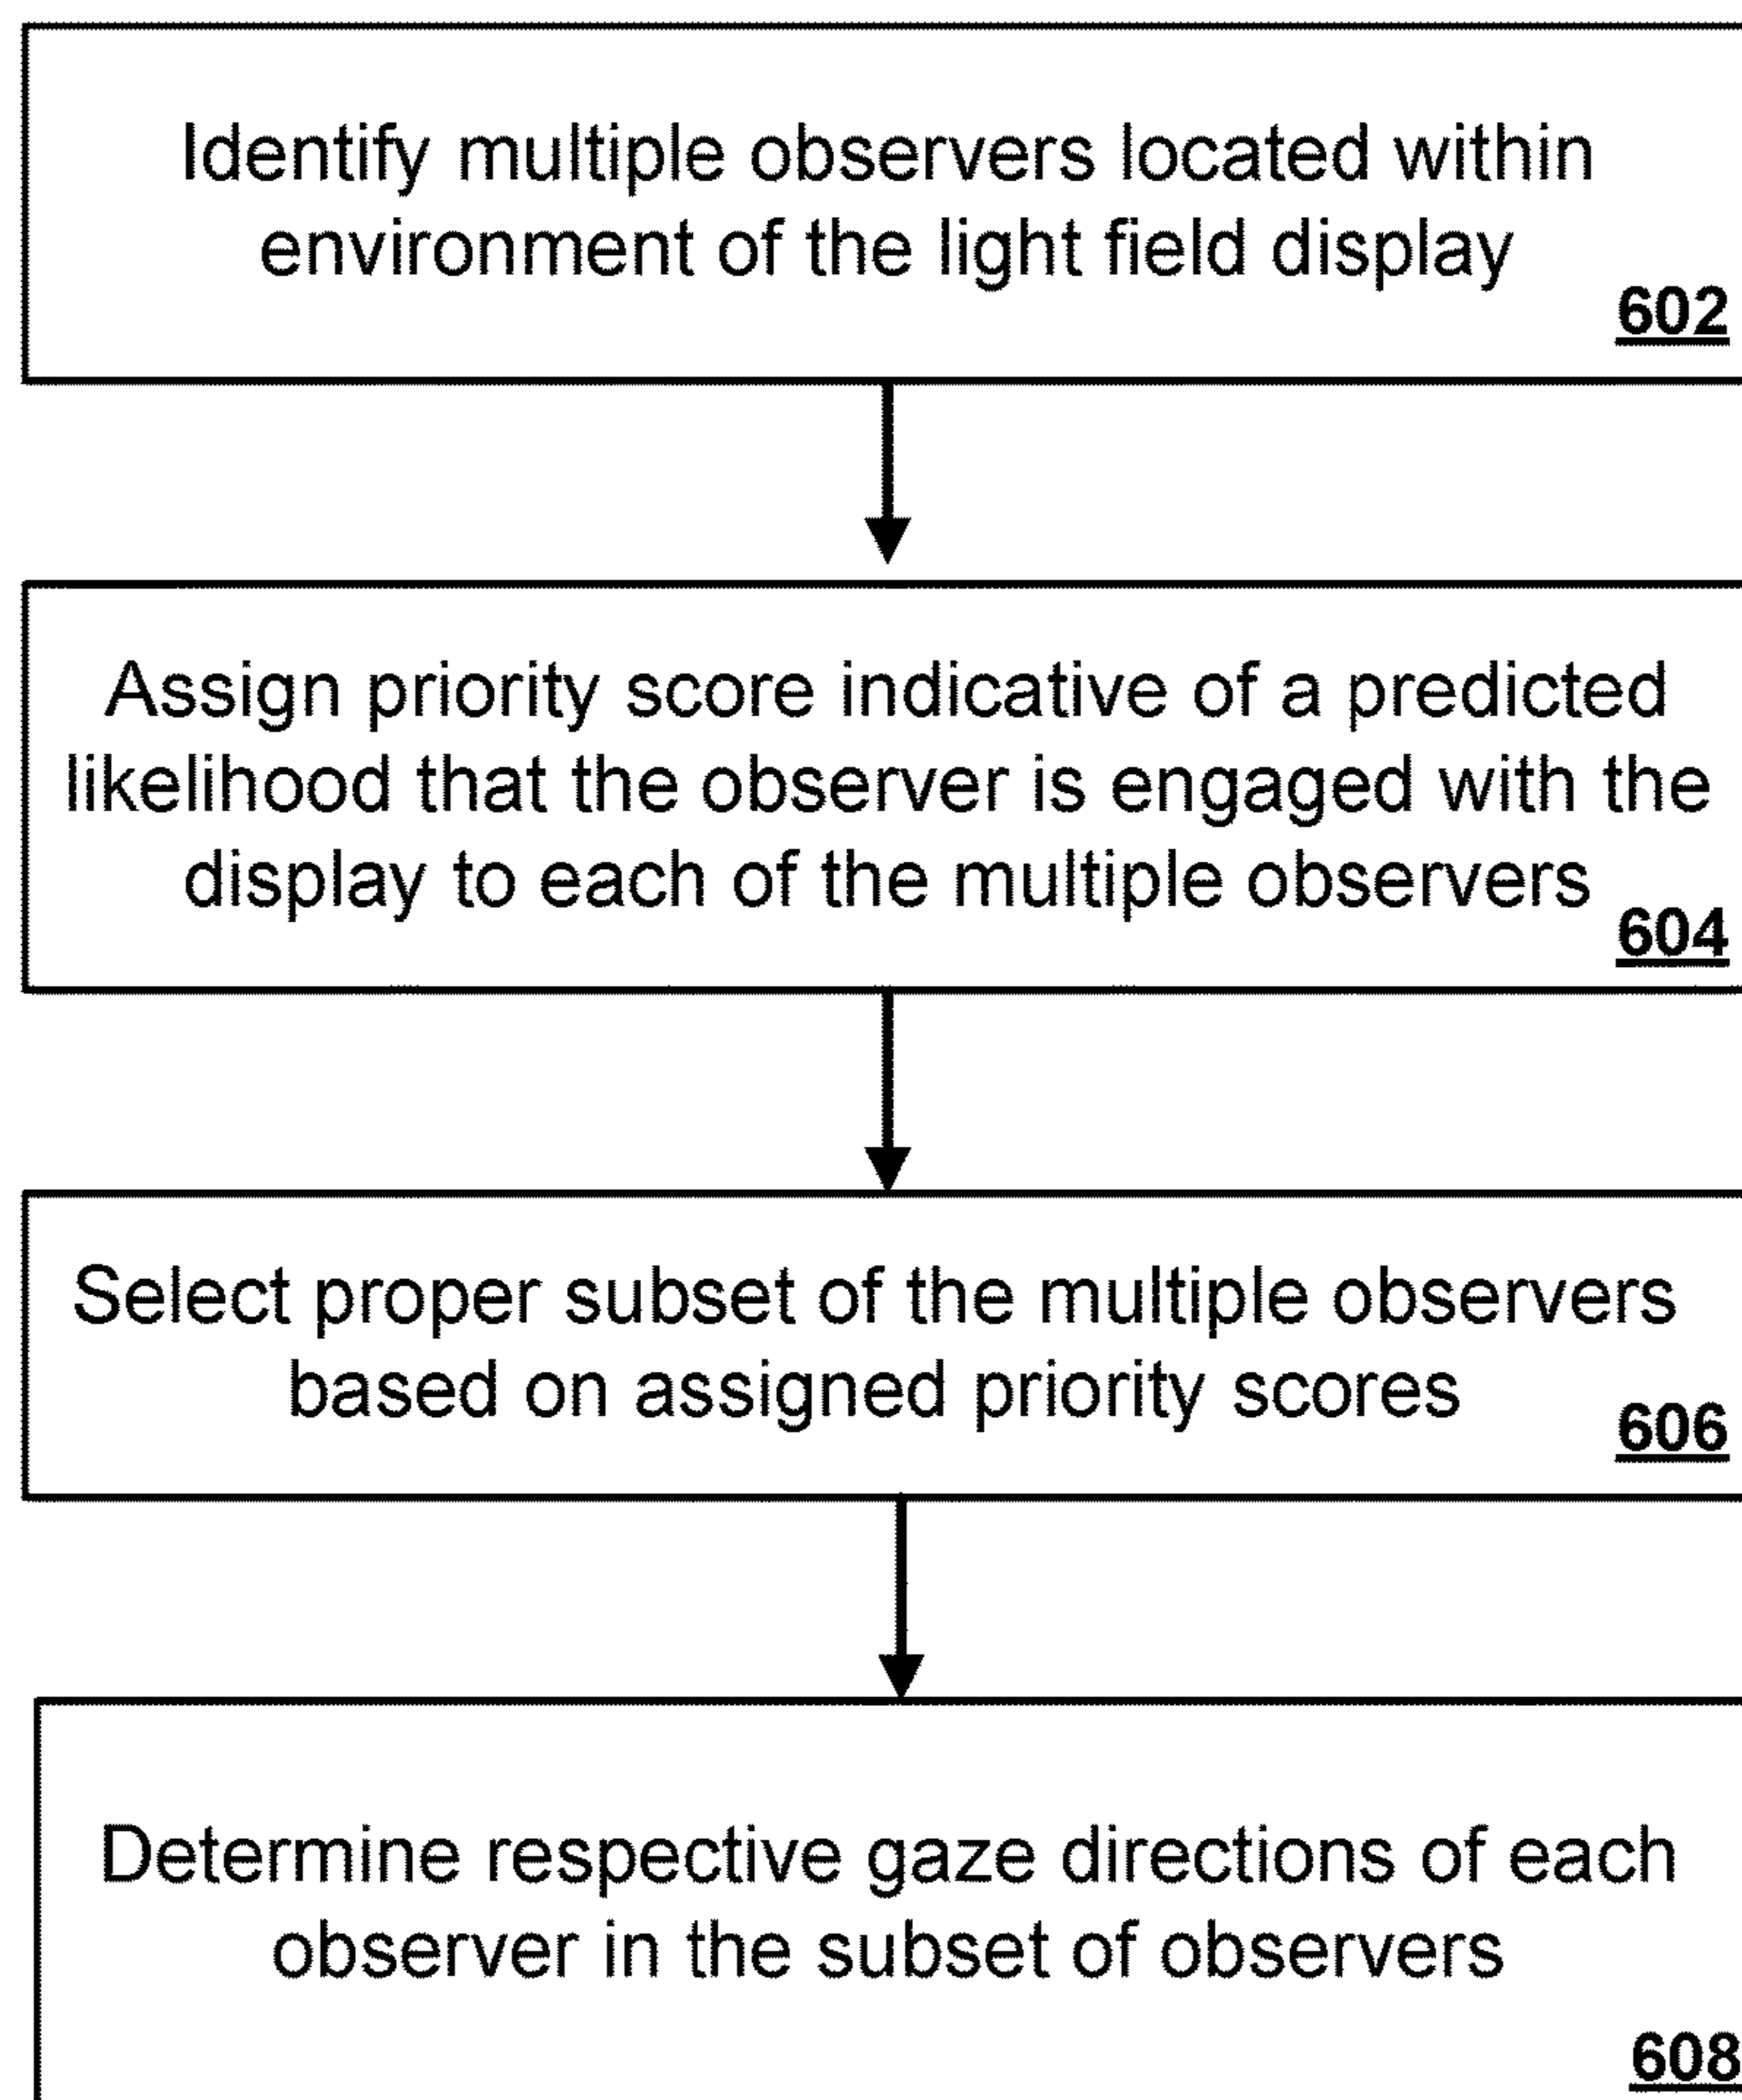 Identify multiple observers located within
environment of the light field display
602
Assign priority score indicative of a predicted
likelihood that the observer is engaged with the
display to each of the multiple observers
604
Select proper subset of the multiple observers
based on assigned priority scores
606
Determine respective gaze directions of each
observer in the subset of observers
608